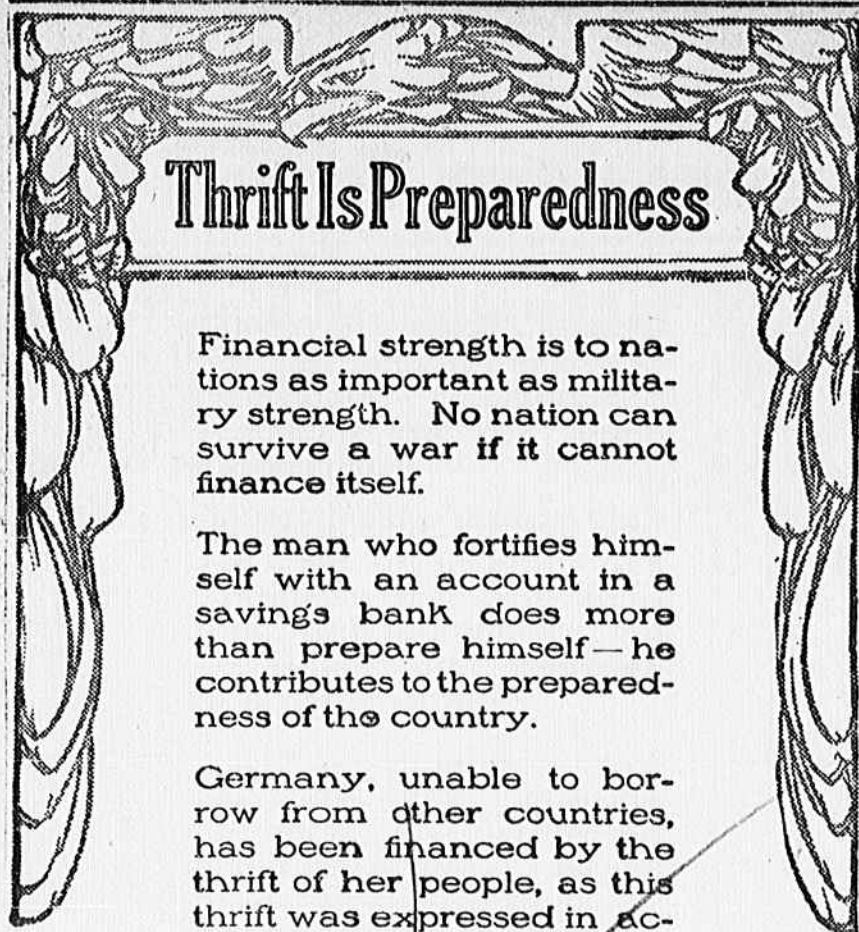 Thrift Is Preparedness
Financial strength is to na-
tions as important as milita-
ry strength. No nation can
survive a war if it cannot
finance itself.
The man who fortifies him-
self with an account in a
savings bank does more
than prepare himself—he
contributes to the prepared-
ness of the country.
Germany, unable to bor-
row from other countries,
has been financed by the
thrift of her people, as this
thrift was expressed in ac-